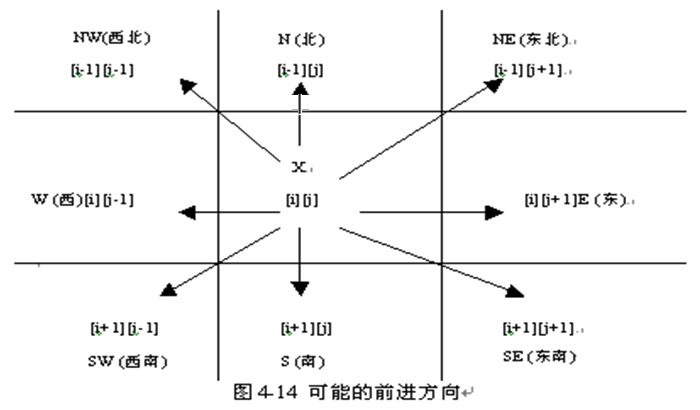 NW(西北) N(北) NE(东北)
[i-1][j-1] [i-1][j] [i-1][j+1]
X
W(西)[i][j-1] [i][j] [i][j+1]E(东)
[i+1][j-1] [i+1][j] [i+1][j+1]
SW(西南) S(南) SE(东南)
图4-14 可能的前进方向